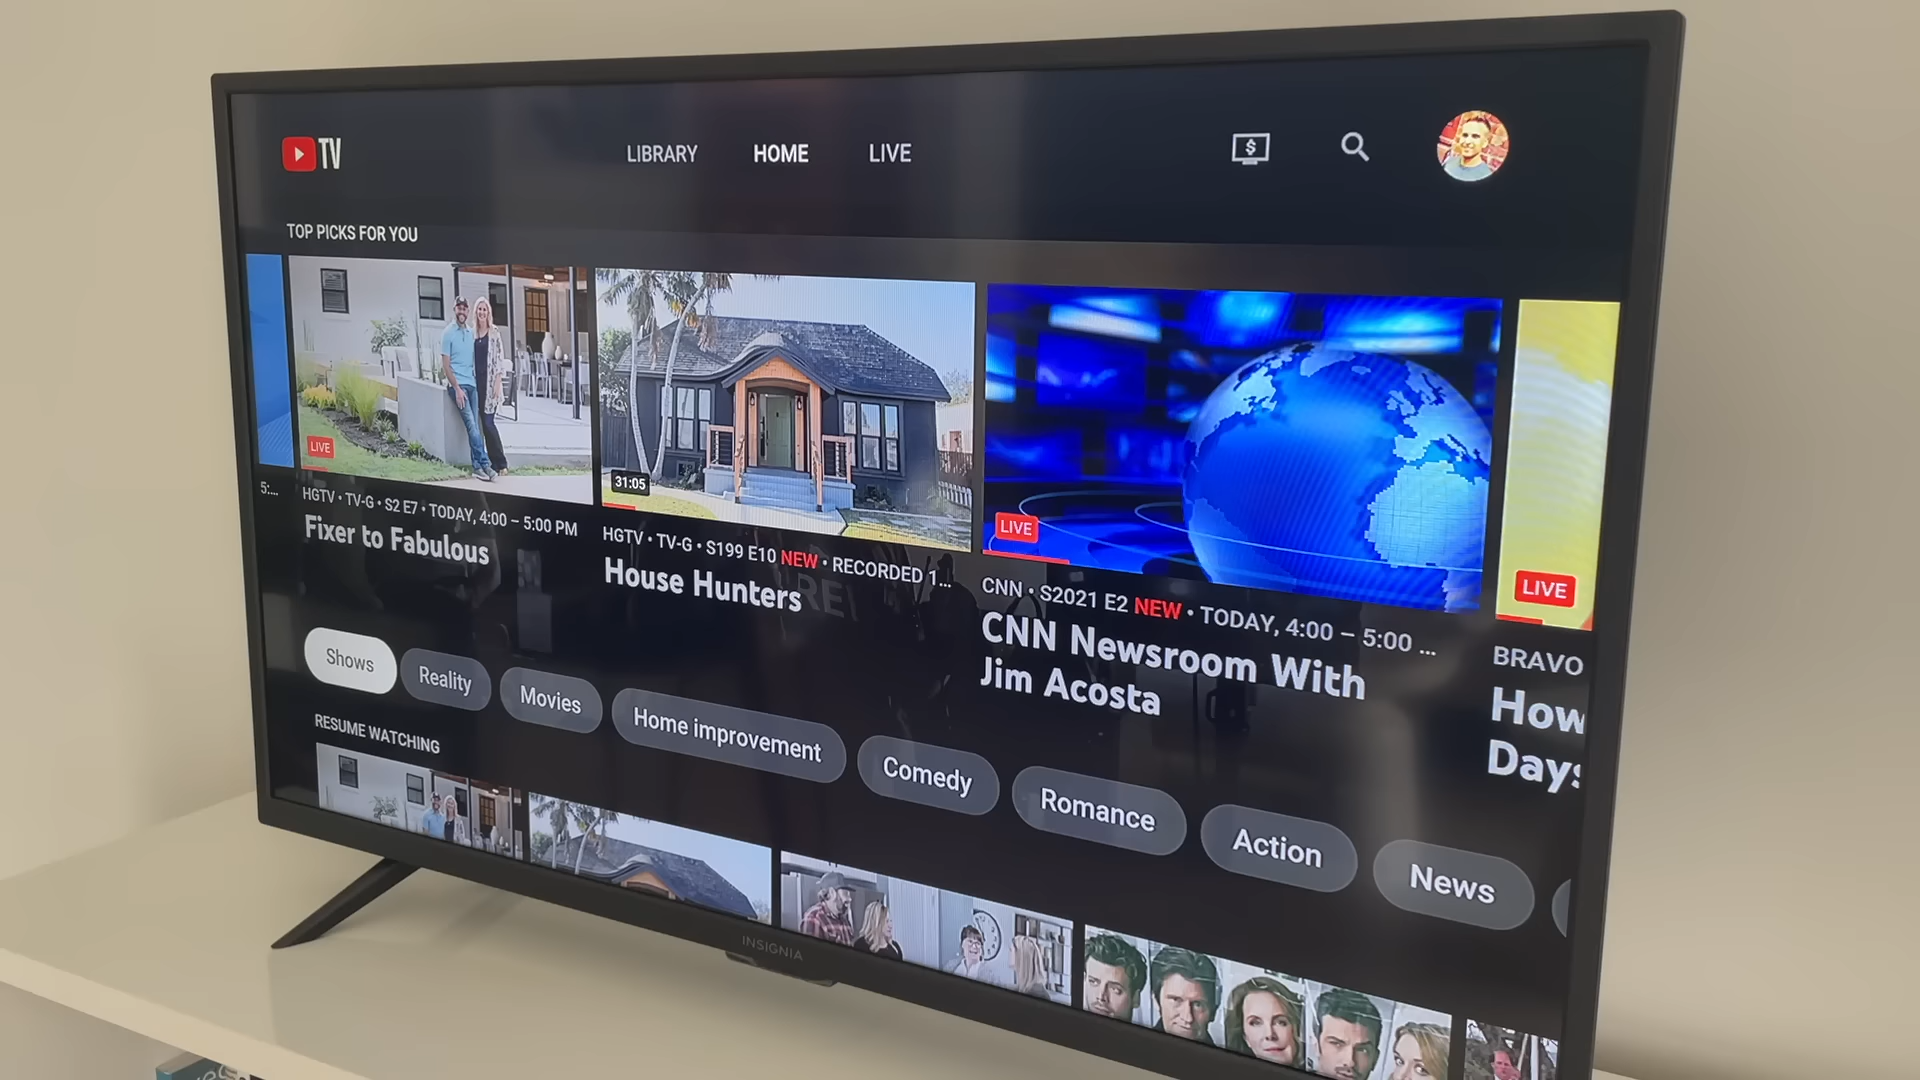 TV
LIBRARY
HOME
LIVE
$
TOP PICKS FOR YOU
5:...
LIVE
HGTV • TV-G • S2 E7 • TODAY, 4:00 – 5:00 PM
Fixer to Fabulous
31:05
HGTV • TV-G • S199 E10 NEW • RECORDED 1...
House Hunters
LIVE
CNN • S2021 E2 NEW • TODAY, 4:00 – 5:00 ...
CNN Newsroom With
Jim Acosta
LIVE
BRAVO
How
Days
Shows
Reality
Movies
Home improvement
Comedy
Romance
Action
News
RESUME WATCHING
INSIGNIA